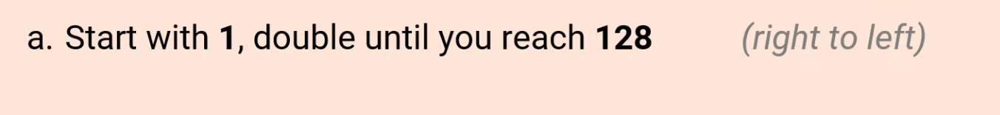 a. Start with 1, double until you reach 128 (right to left)